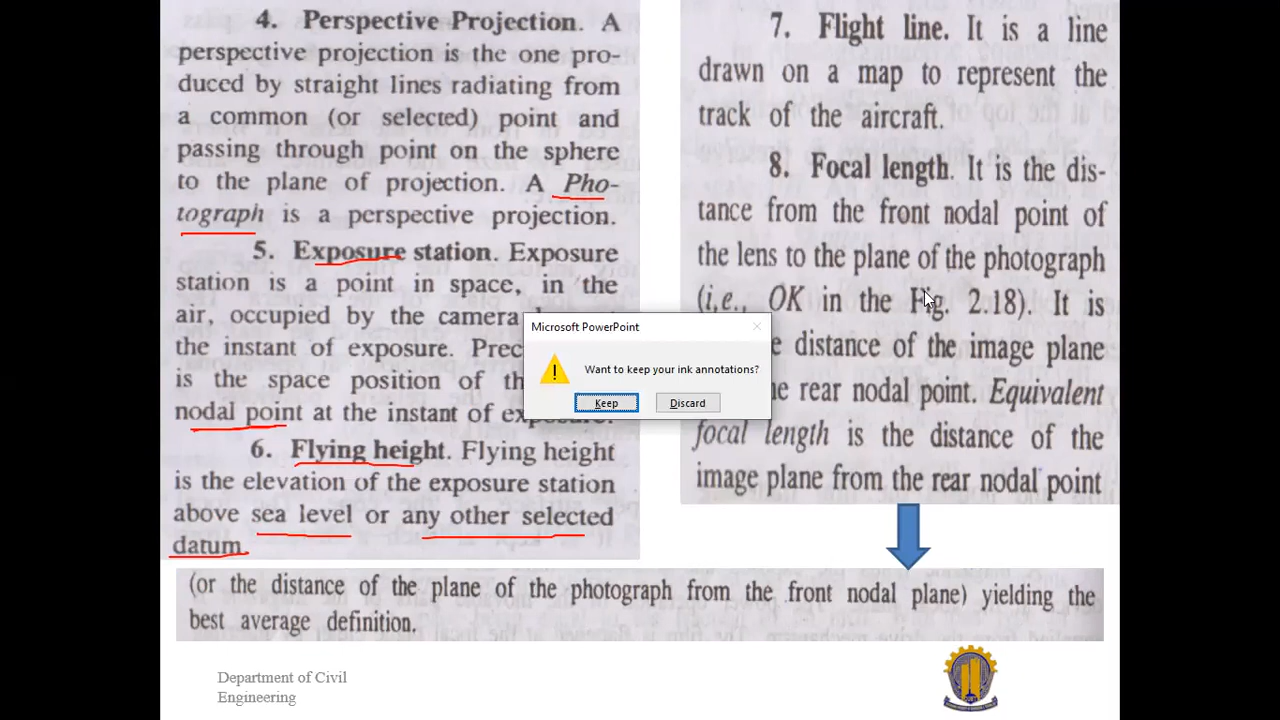 4. Perspective Projection. A
perspective projection is the one pro-
duced by straight lines radiating from
a common (or selected) point and
passing through point on the sphere
to the plane of projection. A Pho-
tograph is a perspective projection.
5. Exposure station. Exposure
station is a point in space, in the
air, occupied by the camera
the instant of exposure. Prec
is the space position of th
nodal point at the instant of exposure.
6. Flying height. Flying height
is the elevation of the exposure station
above sea level or any other selected
datum.
7. Flight line. It is a line
drawn on a map to represent the
track of the aircraft.
8. Focal length. It is the dis-
tance from the front nodal point of
the lens to the plane of the photograph
(i,e., OK in the Fig. 2.18). It is
e distance of the image plane
he rear nodal point. Equivalent
focal length is the distance of the
image plane from the rear nodal point
Microsoft PowerPoint
Want to keep your ink annotations?
Keep
Discard
(or the distance of the plane of the photograph from the front nodal plane) yielding the
best average definition.
Department of Civil
Engineering